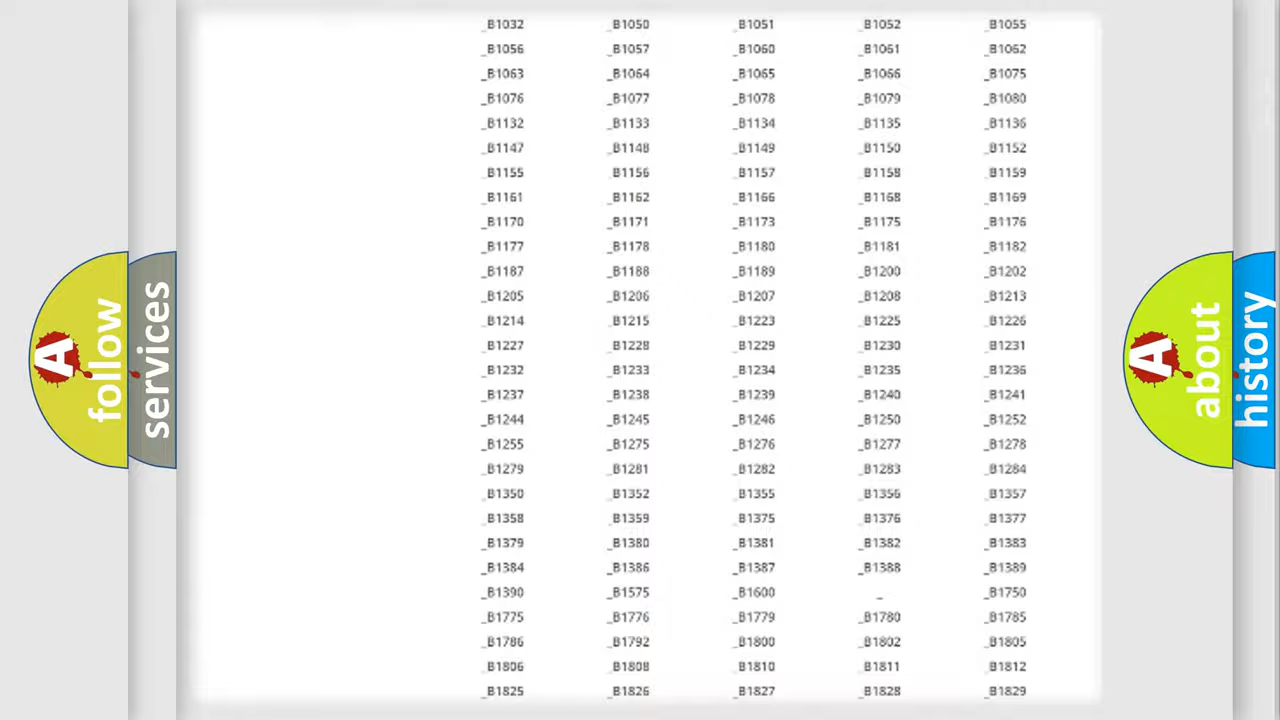 _B1032 _B1050 _B1051 _B1052 _B1055
_B1056 _B1057 _B1060 _B1061 _B1062
_B1063 _B1064 _B1065 _B1066 _B1075
_B1076 _B1077 _B1078 _B1079 _B1080
_B1132 _B1133 _B1134 _B1135 _B1136
_B1147 _B1148 _B1149 _B1150 _B1152
_B1155 _B1156 _B1157 _B1158 _B1159
_B1161 _B1162 _B1166 _B1168 _B1169
_B1170 _B1171 _B1173 _B1175 _B1176
_B1177 _B1178 _B1180 _B1181 _B1182
_B1187 _B1188 _B1189 _B1200 _B1202
_B1205 _B1206 _B1207 _B1208 _B1213
_B1214 _B1215 _B1223 _B1225 _B1226
_B1227 _B1228 _B1229 _B1230 _B1231
_B1232 _B1233 _B1234 _B1235 _B1236
_B1237 _B1238 _B1239 _B1240 _B1241
_B1244 _B1245 _B1246 _B1250 _B1252
_B1255 _B1275 _B1276 _B1277 _B1278
_B1279 _B1281 _B1282 _B1283 _B1284
_B1350 _B1352 _B1355 _B1356 _B1357
_B1358 _B1359 _B1375 _B1376 _B1377
_B1379 _B1380 _B1381 _B1382 _B1383
_B1384 _B1386 _B1387 _B1388 _B1389
_B1390 _B1575 _B1600 _ _B1750
_B1775 _B1776 _B1779 _B1780 _B1785
_B1786 _B1792 _B1800 _B1802 _B1805
_B1806 _B1808 _B1810 _B1811 _B1812
_B1825 _B1826 _B1827 _B1828 _B1829
A
follow
services
A
about
history